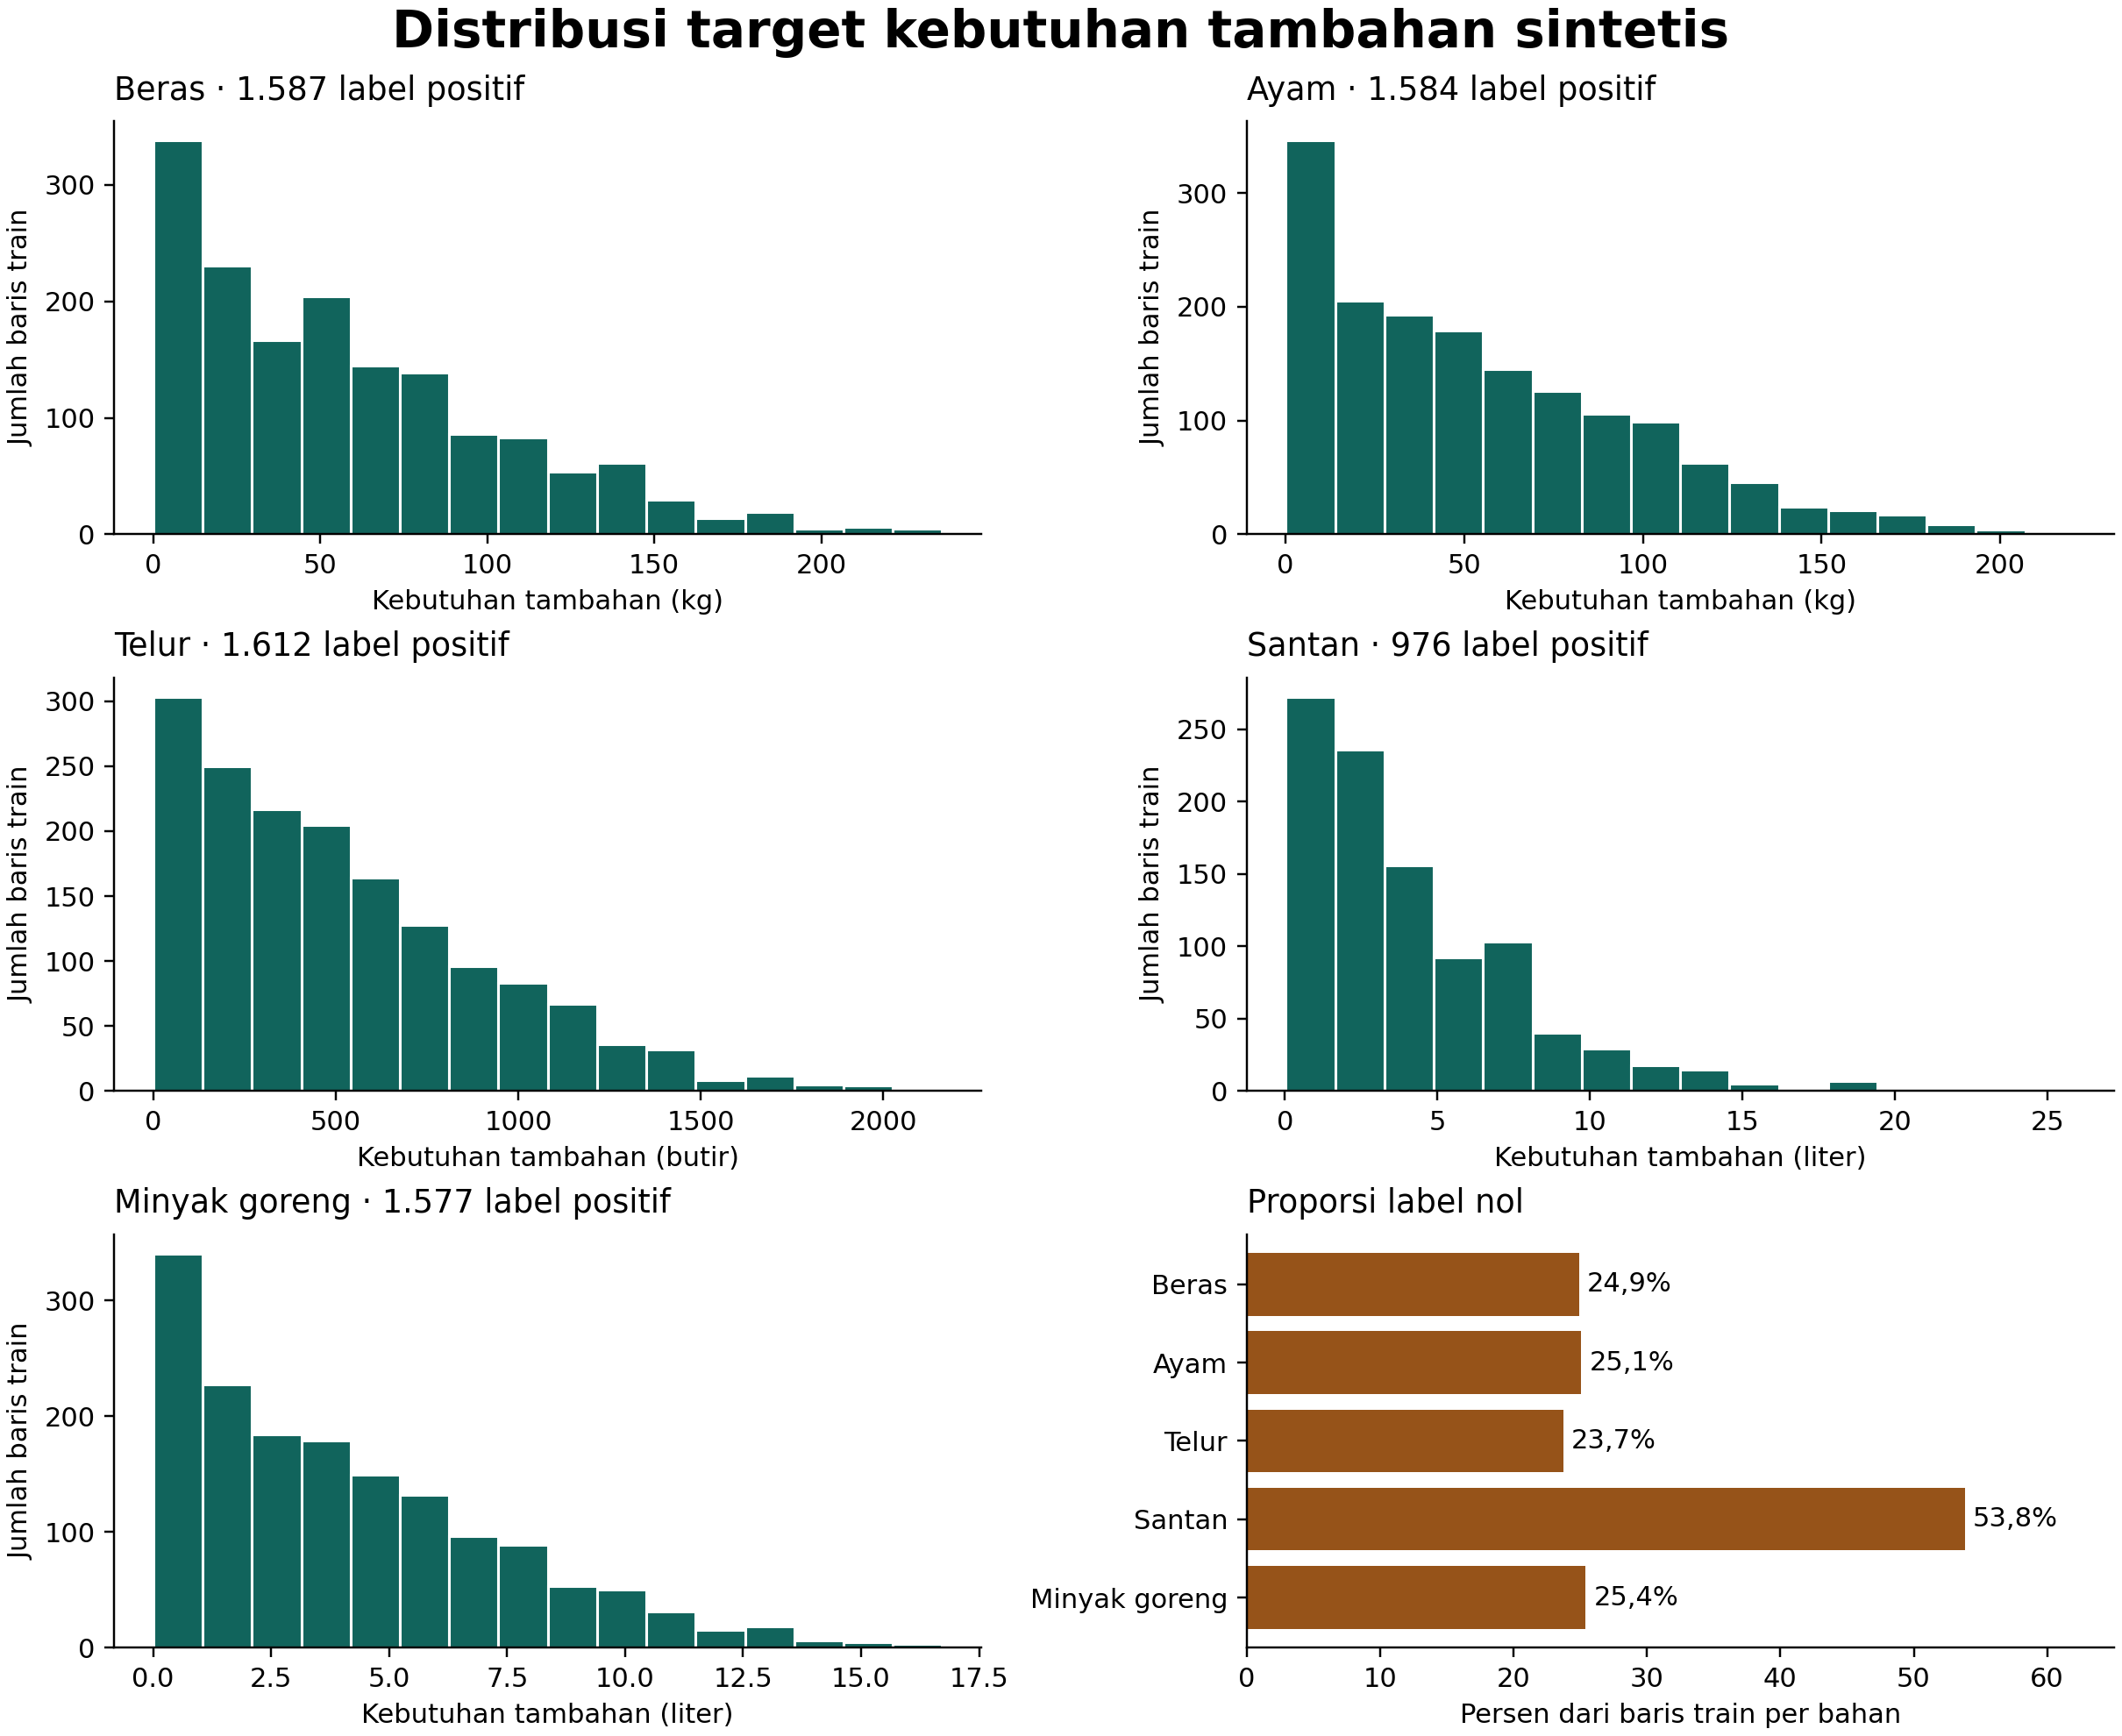 Distribusi target kebutuhan tambahan sintetis
Beras · 1.587 label positif
Jumlah baris train
300
200
100
0
0 50 100 150 200
Kebutuhan tambahan (kg)
Ayam · 1.584 label positif
Jumlah baris train
300
200
100
0
0 50 100 150 200
Kebutuhan tambahan (kg)
Telur · 1.612 label positif
Jumlah baris train
300
250
200
150
100
50
0
0 500 1000 1500 2000
Kebutuhan tambahan (butir)
Santan · 976 label positif
Jumlah baris train
250
200
150
100
50
0
0 5 10 15 20 25
Kebutuhan tambahan (liter)
Minyak goreng · 1.577 label positif
Jumlah baris train
300
200
100
0
0.0 2.5 5.0 7.5 10.0 12.5 15.0 17.5
Kebutuhan tambahan (liter)
Proporsi label nol
Beras 24,9%
Ayam 25,1%
Telur 23,7%
Santan 53,8%
Minyak goreng 25,4%
0 10 20 30 40 50 60
Persen dari baris train per bahan